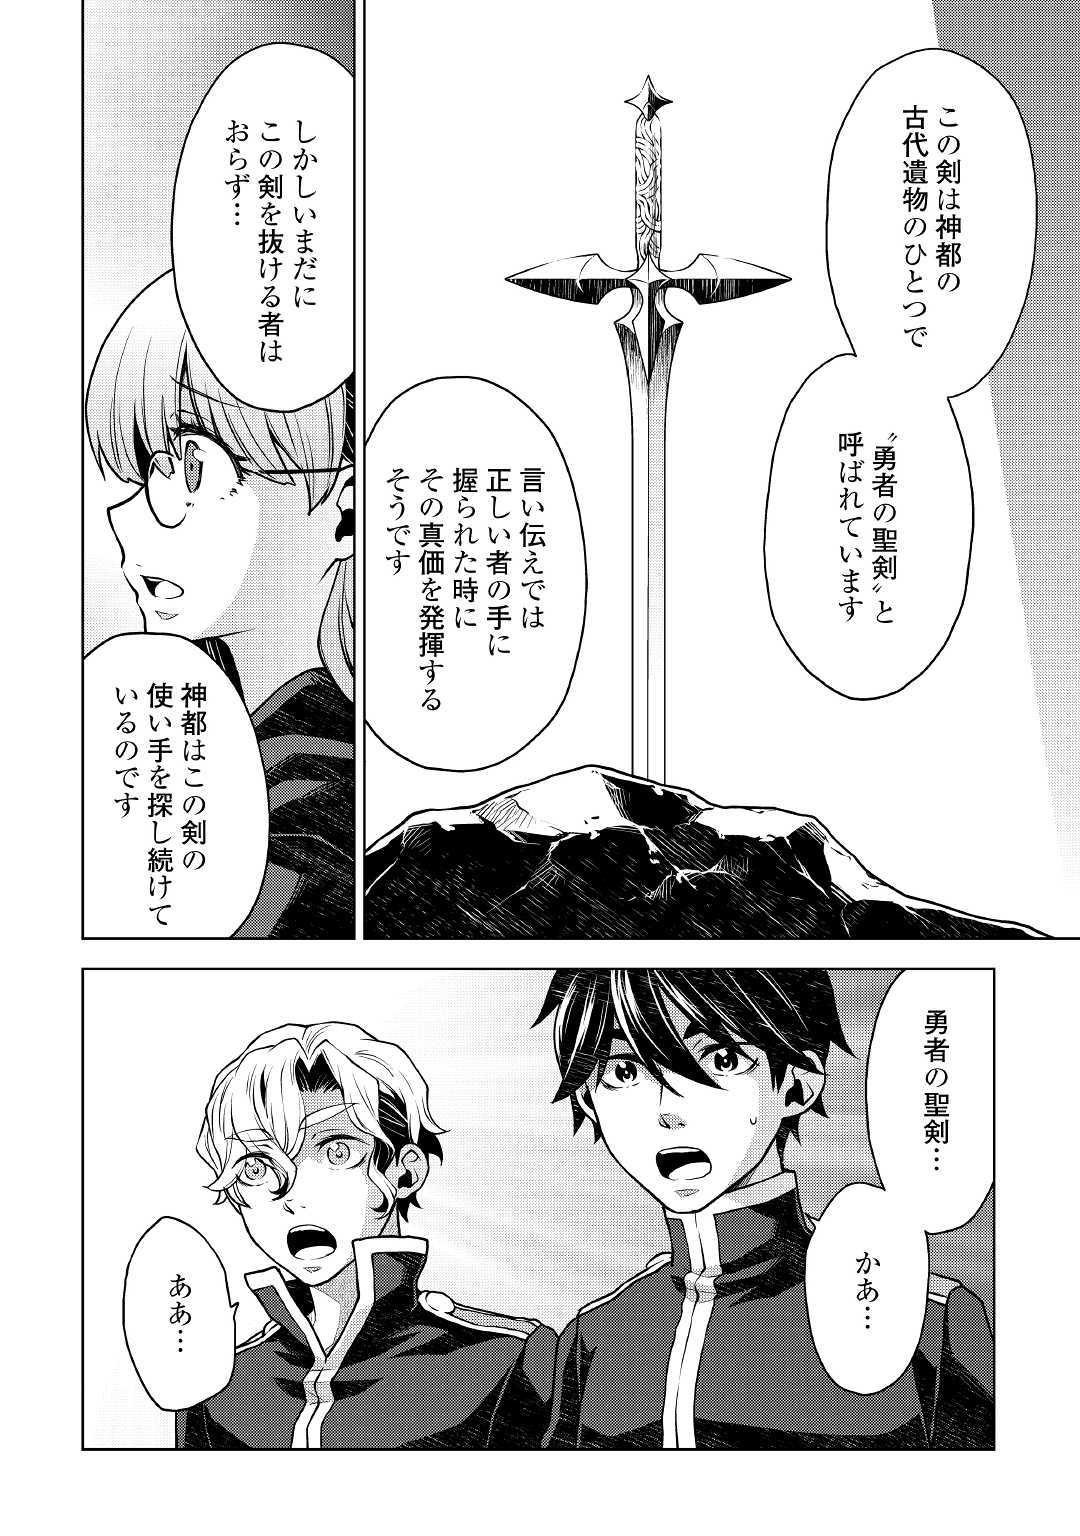 この剣は神都の
古代遺物のひとつで
〝勇者の聖剣〟と
呼ばれています
言い伝えでは
正しい者の手に
握られた時に
その真価を発揮する
そうです
しかしいまだに
この剣を抜ける者は
おらず…
神都はこの剣の
使い手を探し続けて
いるのです
勇者の聖剣…
かあ…
ああ…